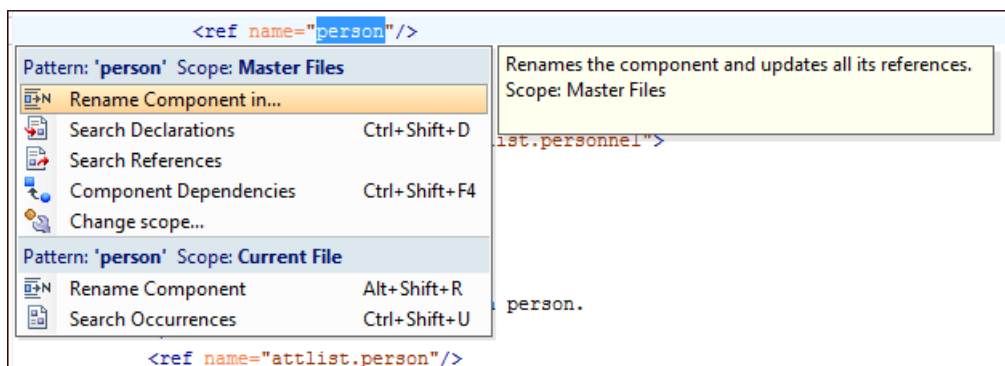 <ref name="person"/>
Pattern: 'person' Scope: Master Files
Rename Component in...
Search Declarations Ctrl+Shift+D
Search References
Component Dependencies Ctrl+Shift+F4
Change scope...
Pattern: 'person' Scope: Current File
Rename Component Alt+Shift+R
Search Occurrences Ctrl+Shift+U
Renames the component and updates all its references.
Scope: Master Files
ist.personnel">
person.
<ref name="attlist.person"/>